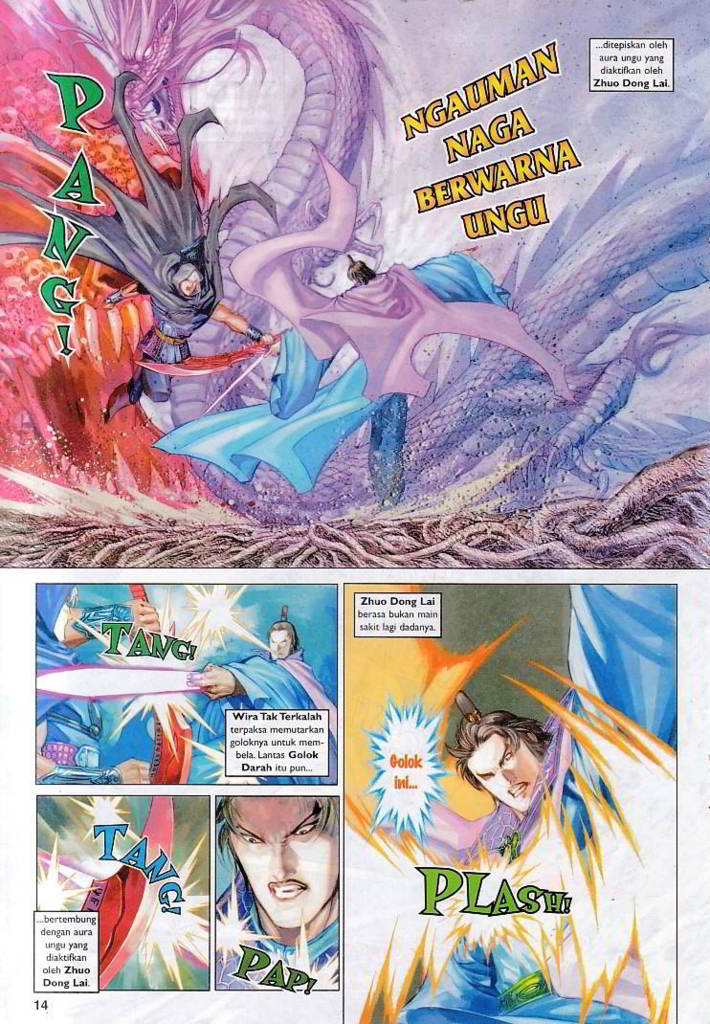 ...ditepiskan oleh
aura ungu yang
diaktifkan oleh
Zhuo Dong Lai.
NGAUMAN
NAGA
BERWARNA
UNGU
PANG!
TANG!
Wira Tak Terkalah
terpaksa memutarkan
goloknya untuk mem-
bela. Lantas Golok
Darah itu pun...
Zhuo Dong Lai
berasa bukan main
sakit lagi dadanya.
Golok
ini...
PLASH!
TANG!
...bertembung
dengan aura
ungu yang
diaktifkan
oleh Zhuo
Dong Lai.
PAP!
14